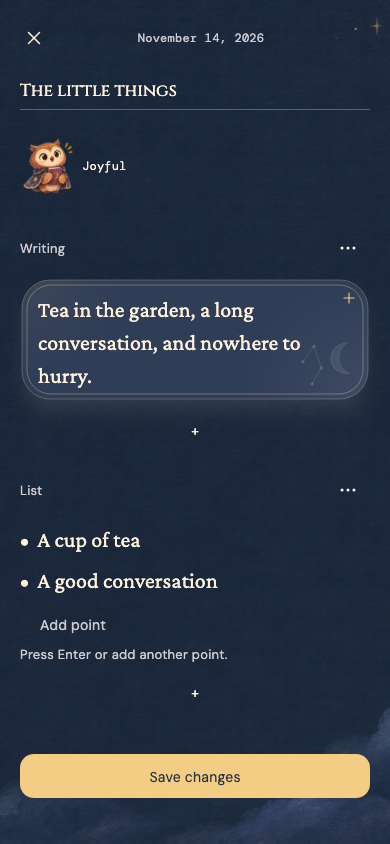 November 14, 2026
The little things
Joyful
Writing
Tea in the garden, a long
conversation, and nowhere to
hurry.
+
List
• A cup of tea
• A good conversation
Add point
Press Enter or add another point.
+
Save changes